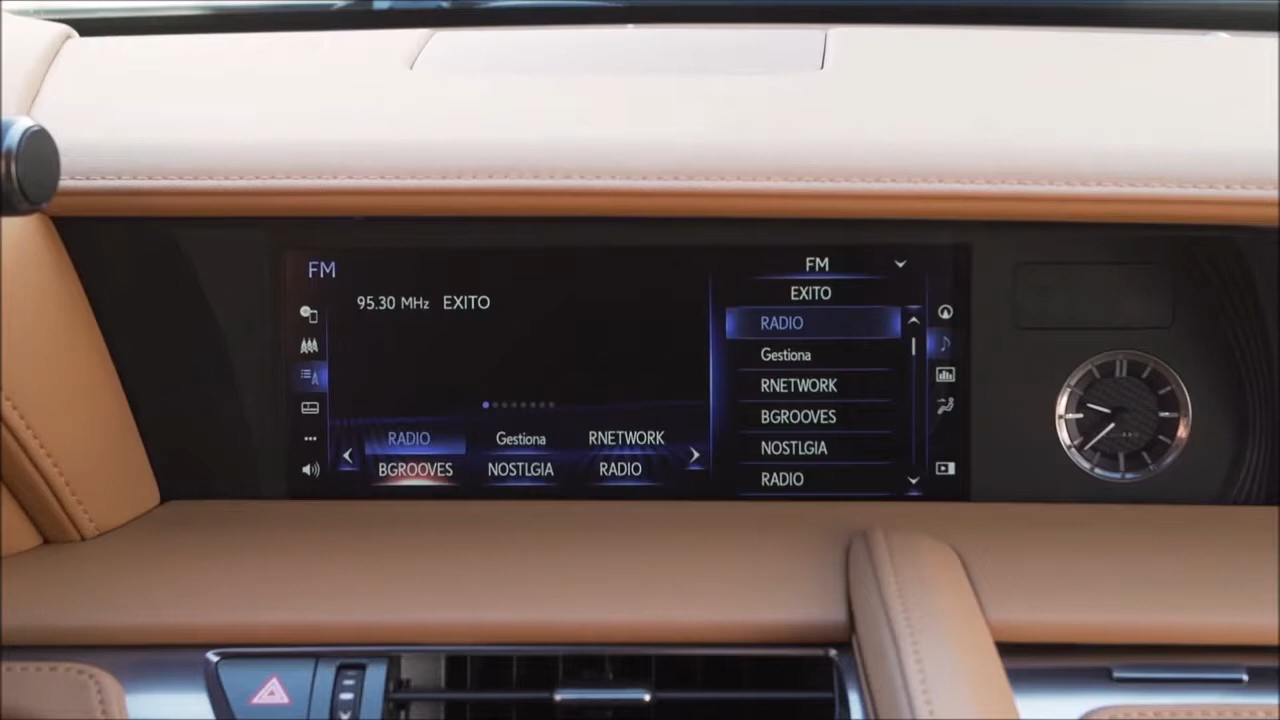 FM
95.30 MHz EXITO
RADIO Gestiona RNETWORK
BGROOVES NOSTLGIA RADIO
FM
EXITO
RADIO
Gestiona
RNETWORK
BGROOVES
NOSTLGIA
RADIO